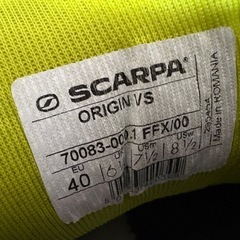 SCARPA
ORIGIN VS
70083-00 .1 FFX/00
EU USM USW
40 6 7½ 8½
Made in ROMANIA